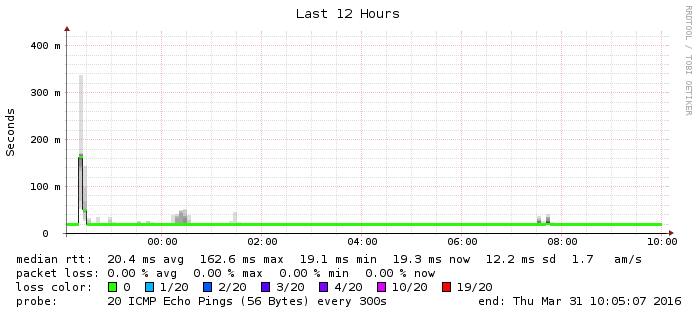 Last 12 Hours
RRDTOOL / TOBI OETIKER
Seconds
400 m
300 m
200 m
100 m
0
00:00 02:00 04:00 06:00 08:00 10:00
median rtt: 20.4 ms avg 162.6 ms max 19.1 ms min 19.3 ms now 12.2 ms sd 1.7 am/s
packet loss: 0.00 % avg 0.00 % max 0.00 % min 0.00 % now
loss color: 0 1/20 2/20 3/20 4/20 10/20 19/20
probe: 20 ICMP Echo Pings (56 Bytes) every 300s end: Thu Mar 31 10:05:07 2016